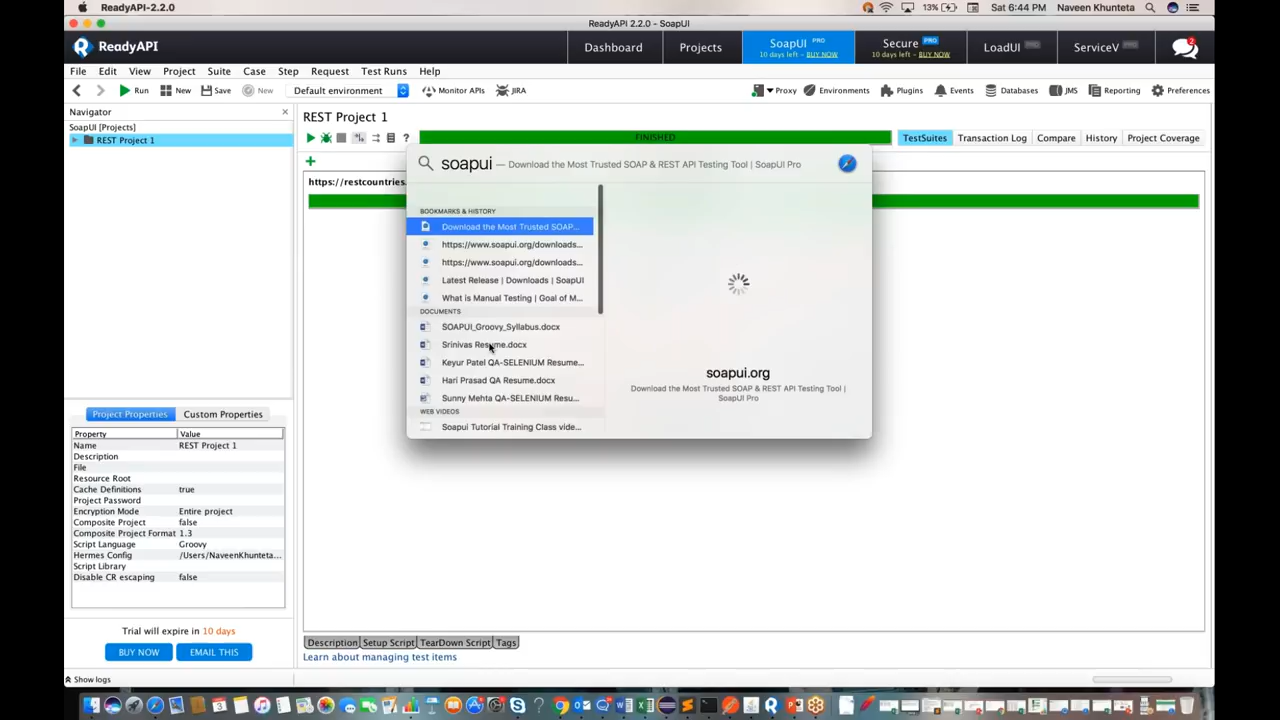 ReadyAPI-2.2.0
13%
Sat 6:44 PM
Naveen Khunteta
ReadyAPI 2.2.0 - SoapUI
ReadyAPI
Dashboard
Projects
SoapUI PRO
10 days left - BUY NOW
Secure PRO
10 days left - BUY NOW
LoadUI PRO
ServiceV PRO
2
File Edit View Project Suite Case Step Request Test Runs Help
Run New Save New Default environment Monitor APIs JIRA Proxy Environments Plugins Events Databases JMS Reporting Preferences
Navigator
SoapUI [Projects]
REST Project 1
REST Project 1
FINISHED
TestSuites Transaction Log Compare History Project Coverage
https://restcountries.
soapui — Download the Most Trusted SOAP & REST API Testing Tool | SoapUI Pro
BOOKMARKS & HISTORY
Download the Most Trusted SOAP...
https://www.soapui.org/downloads...
https://www.soapui.org/downloads...
Latest Release | Downloads | SoapUI
What is Manual Testing | Goal of M...
DOCUMENTS
SOAPUI_Groovy_Syllabus.docx
Srinivas Resume.docx
Keyur Patel QA-SELENIUM Resume...
Hari Prasad QA Resume.docx
Sunny Mehta QA-SELENIUM Resu...
WEB VIDEOS
Soapui Tutorial Training Class vide...
soapui.org
Download the Most Trusted SOAP & REST API Testing Tool |
SoapUI Pro
Project Properties Custom Properties
Property Value
Name REST Project 1
Description
File
Resource Root
Cache Definitions true
Project Password
Encryption Mode Entire project
Composite Project false
Composite Project Format 1.3
Script Language Groovy
Hermes Config /Users/NaveenKhunteta...
Script Library
Disable CR escaping false
Trial will expire in 10 days
BUY NOW EMAIL THIS
Description Setup Script TearDown Script Tags
Learn about managing test items
Show logs